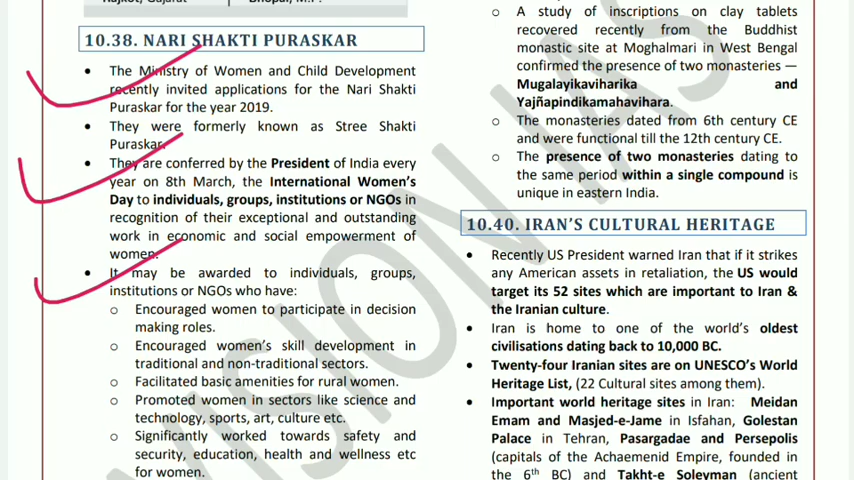 10.38. NARI SHAKTI PURASKAR
• The Ministry of Women and Child Development
recently invited applications for the Nari Shakti
Puraskar for the year 2019.
• They were formerly known as Stree Shakti
Puraskar.
• They are conferred by the President of India every
year on 8th March, the International Women's
Day to individuals, groups, institutions or NGOs in
recognition of their exceptional and outstanding
work in economic and social empowerment of
women.
• It may be awarded to individuals, groups,
institutions or NGOs who have:
o Encouraged women to participate in decision
making roles.
o Encouraged women's skill development in
traditional and non-traditional sectors.
o Facilitated basic amenities for rural women.
o Promoted women in sectors like science and
technology, sports, art, culture etc.
o Significantly worked towards safety and
security, education, health and wellness etc
for women.
o A study of inscriptions on clay tablets
recovered recently from the Buddhist
monastic site at Moghalmari in West Bengal
confirmed the presence of two monasteries —
Mugalayikaviharika and
Yajñapindikamahavihara.
o The monasteries dated from 6th century CE
and were functional till the 12th century CE.
o The presence of two monasteries dating to
the same period within a single compound is
unique in eastern India.
10.40. IRAN'S CULTURAL HERITAGE
• Recently US President warned Iran that if it strikes
any American assets in retaliation, the US would
target its 52 sites which are important to Iran &
the Iranian culture.
• Iran is home to one of the world's oldest
civilisations dating back to 10,000 BC.
• Twenty-four Iranian sites are on UNESCO's World
Heritage List, (22 Cultural sites among them).
• Important world heritage sites in Iran: Meidan
Emam and Masjed-e-Jame in Isfahan, Golestan
Palace in Tehran, Pasargadae and Persepolis
(capitals of the Achaemenid Empire, founded in
the 6th BC) and Takht-e Soleyman (ancient
VISION IAS